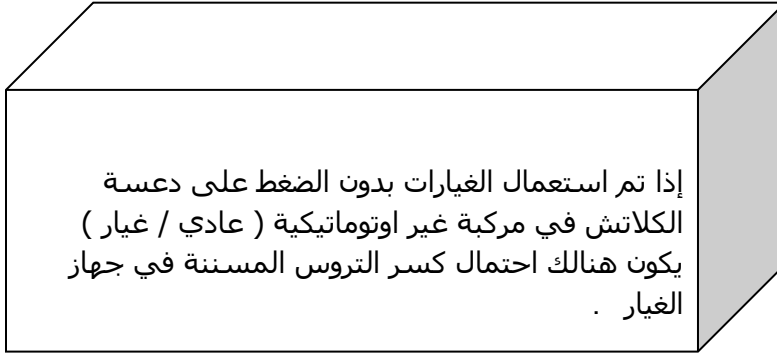 إذا تم استعمال الغيارات بدون الضغط على دعسة
الكلاتش في مركبة غير اوتوماتيكية ( عادي / غيار )
يكون هنالك احتمال كسر التروس المسننة في جهاز
الغيار .